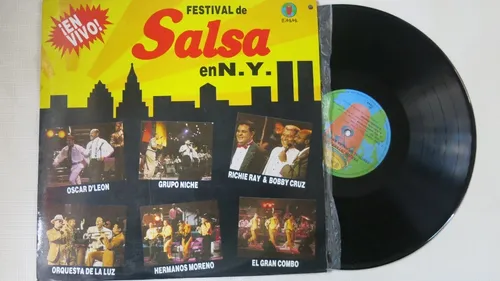 ¡EN
VIVO!
FESTIVAL de
Salsa
en N.Y.
OSCAR D'LEON
GRUPO NICHE
RICHIE RAY & BOBBY CRUZ
ORQUESTA DE LA LUZ
HERMANOS MORENO
EL GRAN COMBO